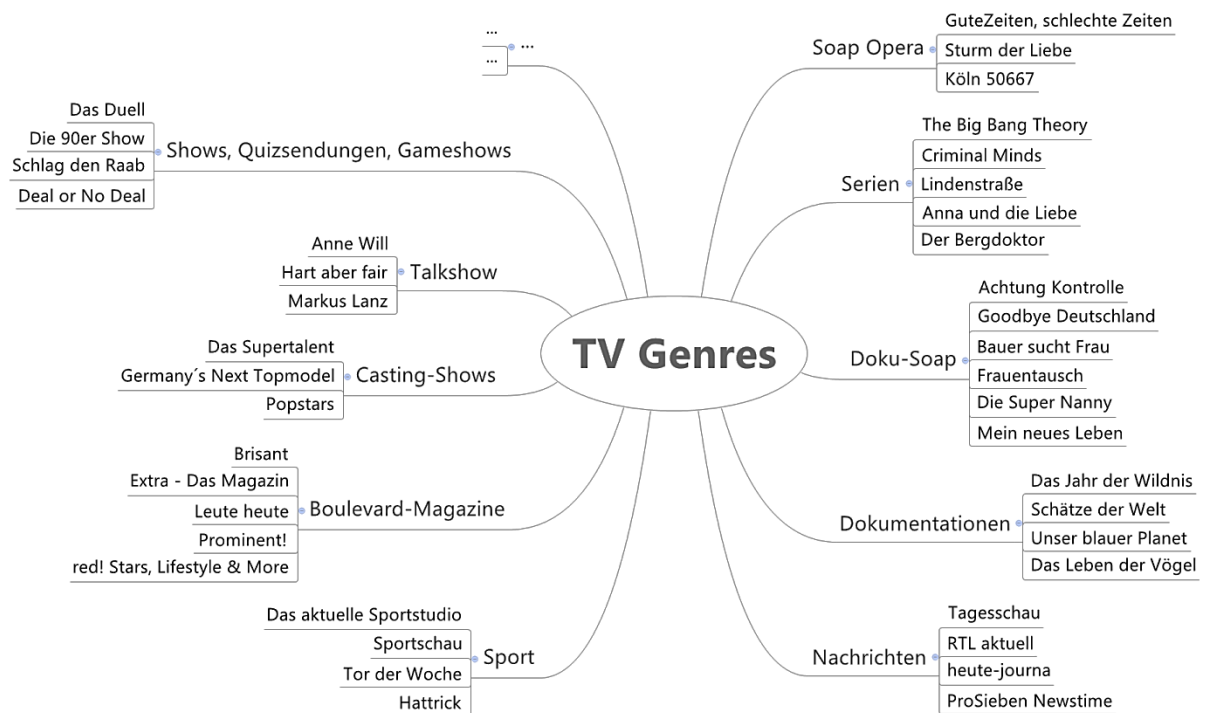 TV Genres
Soap Opera
GuteZeiten, schlechte Zeiten
Sturm der Liebe
Köln 50667
Serien
The Big Bang Theory
Criminal Minds
Lindenstraße
Anna und die Liebe
Der Bergdoktor
Doku-Soap
Achtung Kontrolle
Goodbye Deutschland
Bauer sucht Frau
Frauentausch
Die Super Nanny
Mein neues Leben
Dokumentationen
Das Jahr der Wildnis
Schätze der Welt
Unser blauer Planet
Das Leben der Vögel
Nachrichten
Tagesschau
RTL aktuell
heute-journa
ProSieben Newstime
...
...
...
Shows, Quizsendungen, Gameshows
Das Duell
Die 90er Show
Schlag den Raab
Deal or No Deal
Talkshow
Anne Will
Hart aber fair
Markus Lanz
Casting-Shows
Das Supertalent
Germany´s Next Topmodel
Popstars
Boulevard-Magazine
Brisant
Extra - Das Magazin
Leute heute
Prominent!
red! Stars, Lifestyle & More
Sport
Das aktuelle Sportstudio
Sportschau
Tor der Woche
Hattrick